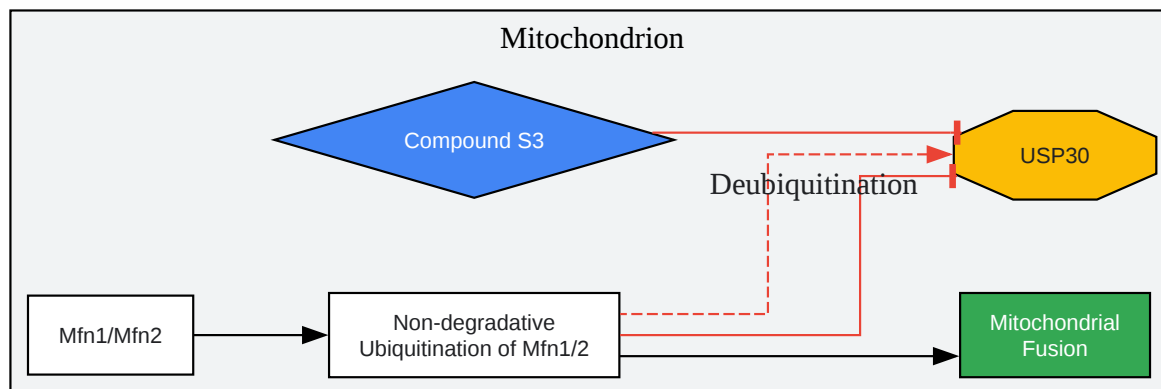 Mitochondrion
Compound S3
USP30
Deubiquitination
Mfn1/Mfn2
Non-degradative
Ubiquitination of Mfn1/2
Mitochondrial
Fusion